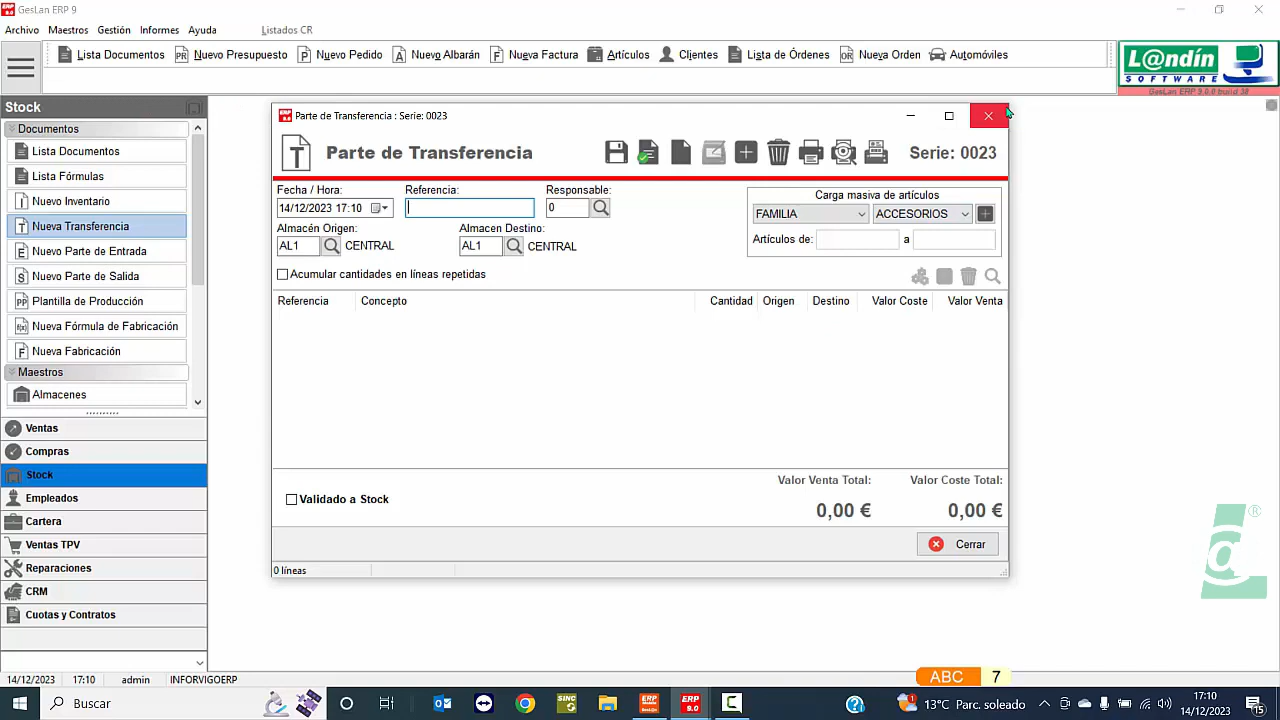 GesLan ERP 9
Archivo Maestros Gestión Informes Ayuda Listados CR
Lista Documentos Nuevo Presupuesto Nuevo Pedido Nuevo Albarán Nueva Factura Artículos Clientes Lista de Órdenes Nueva Orden Automóviles
L@ndín
SOFTWARE
GesLan ERP 9.0.0 build 38
Stock
Documentos
Lista Documentos
Lista Fórmulas
Nuevo Inventario
Nueva Transferencia
Nuevo Parte de Entrada
Nuevo Parte de Salida
Plantilla de Producción
Nueva Fórmula de Fabricación
Nueva Fabricación
Maestros
Almacenes
Ventas
Compras
Stock
Empleados
Cartera
Ventas TPV
Reparaciones
CRM
Cuotas y Contratos
Parte de Transferencia : Serie: 0023
Parte de Transferencia Serie: 0023
Fecha / Hora: Referencia: Responsable: Carga masiva de artículos
14/12/2023 17:10 0 FAMILIA ACCESORIOS
Almacén Origen: Almacen Destino:
AL1 CENTRAL AL1 CENTRAL Artículos de: a
Acumular cantidades en líneas repetidas
Referencia Concepto Cantidad Origen Destino Valor Coste Valor Venta
Valor Venta Total: Valor Coste Total:
Validado a Stock 0,00 € 0,00 €
Cerrar
0 líneas
14/12/2023 17:10 admin INFORVIGOERP
ABC 7
Buscar 13°C Parc. soleado 17:10
14/12/2023